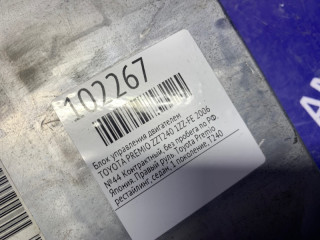 102267
Блок управления двигателем
TOYOTA PREMIO ZZT240 1ZZ-FE 2006
№44 Контрактный, без пробега по РФ.
Япония. Правый руль. Toyota Premio
рестайлинг, седан, 1 поколение, T240
AN